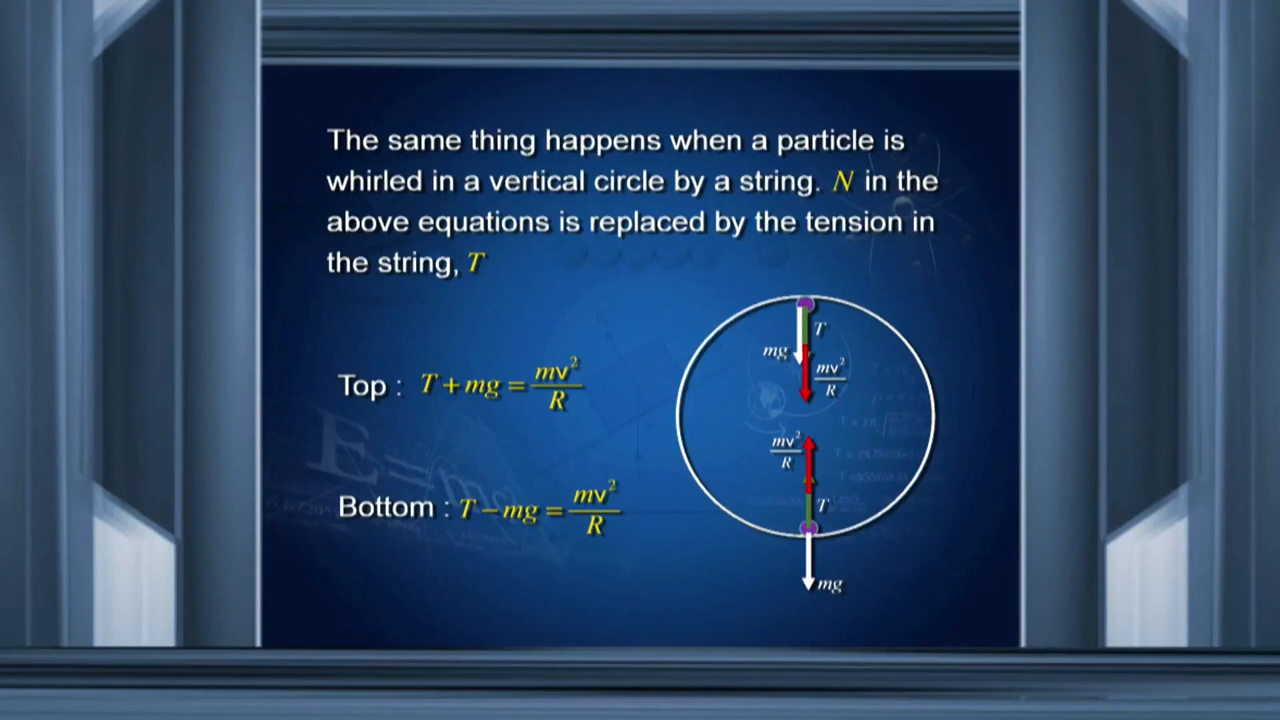 The same thing happens when a particle is
whirled in a vertical circle by a string. N in the
above equations is replaced by the tension in
the string, T
Top : T + mg = mv²/R
Bottom : T − mg = mv²/R
T
mg
mv²/R
mv²/R
T
mg
E = mc